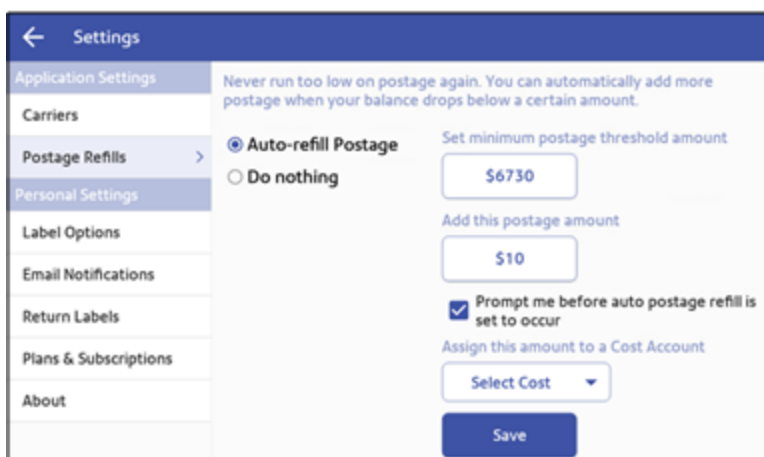 Settings
Application Settings
Carriers
Postage Refills
Personal Settings
Label Options
Email Notifications
Return Labels
Plans & Subscriptions
About
Never run too low on postage again. You can automatically add more
postage when your balance drops below a certain amount.
Auto-refill Postage
Do nothing
Set minimum postage threshold amount
$6730
Add this postage amount
$10
Prompt me before auto postage refill is
set to occur
Assign this amount to a Cost Account
Select Cost
Save